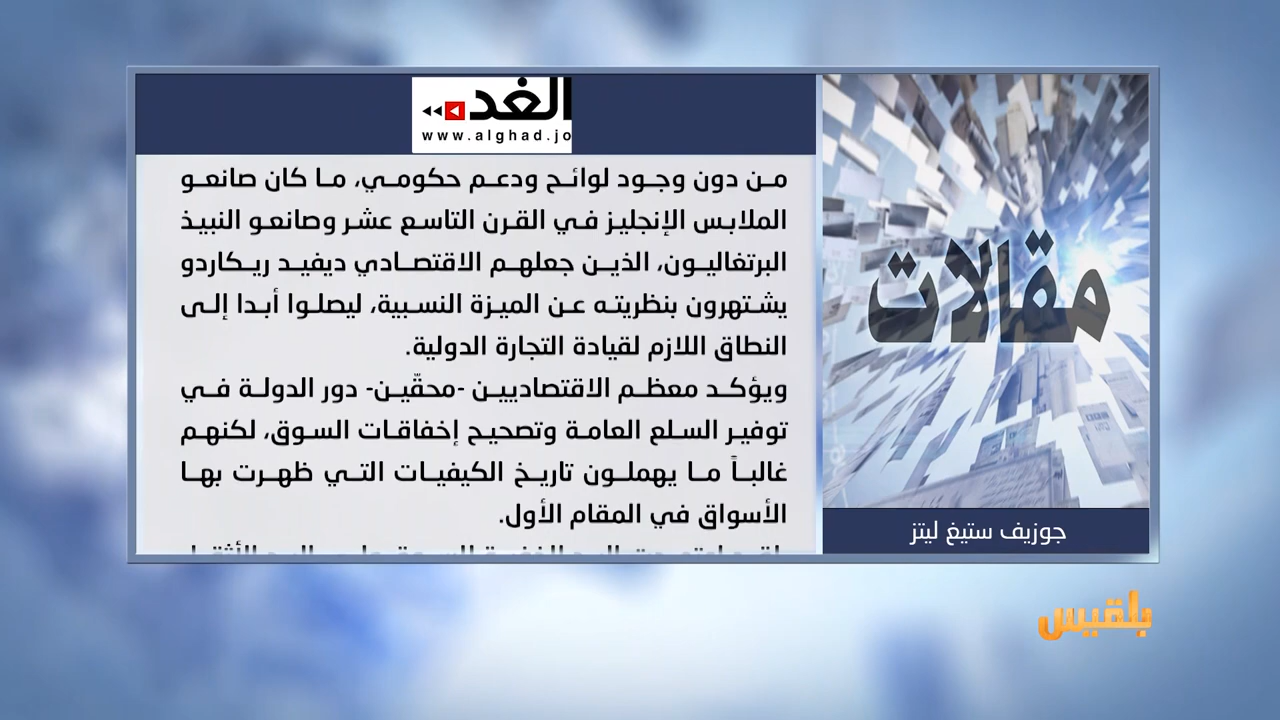 الغد
www.alghad.jo
من دون وجود لوائح ودعم حكومي، ما كان صانعو
الملابس الإنجليز في القرن التاسع عشر وصانعو النبيذ
البرتغاليون، الذين جعلهم الاقتصادي ديفيد ريكاردو
يشتهرون بنظريته عن الميزة النسبية، ليصلوا أبدا إلى
النطاق اللازم لقيادة التجارة الدولية.
ويؤكد معظم الاقتصاديين -محقّين- دور الدولة في
توفير السلع العامة وتصحيح إخفاقات السوق، لكنهم
غالباً ما يهملون تاريخ الكيفيات التي ظهرت بها
الأسواق في المقام الأول.
مقالات
جوزيف ستيغ ليتز
بلقيس